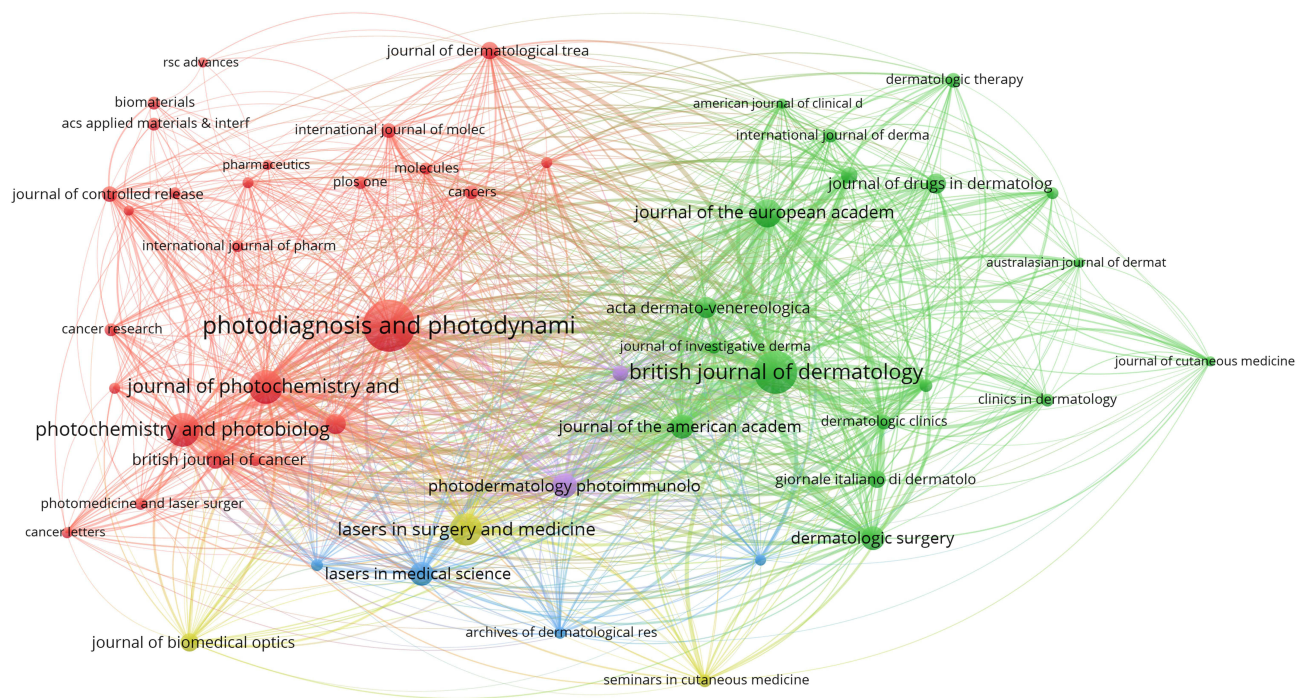 journal of dermatological trea
rsc advances
dermatologic therapy
biomaterials
american journal of clinical d
acs applied materials & interf
international journal of molec
international journal of derma
pharmaceutics
molecules
plos one
journal of drugs in dermatolog
cancers
journal of controlled release
journal of the european academ
international journal of pharm
australasian journal of dermat
acta dermato-venereologica
photodiagnosis and photodynami
cancer research
journal of investigative derma
journal of cutaneous medicine
british journal of dermatology
journal of photochemistry and
clinics in dermatology
dermatologic clinics
journal of the american academ
photochemistry and photobiolog
british journal of cancer
giornale italiano di dermatolo
photodermatology photoimmunolo
photomedicine and laser surger
lasers in surgery and medicine
cancer letters
dermatologic surgery
lasers in medical science
archives of dermatological res
journal of biomedical optics
seminars in cutaneous medicine